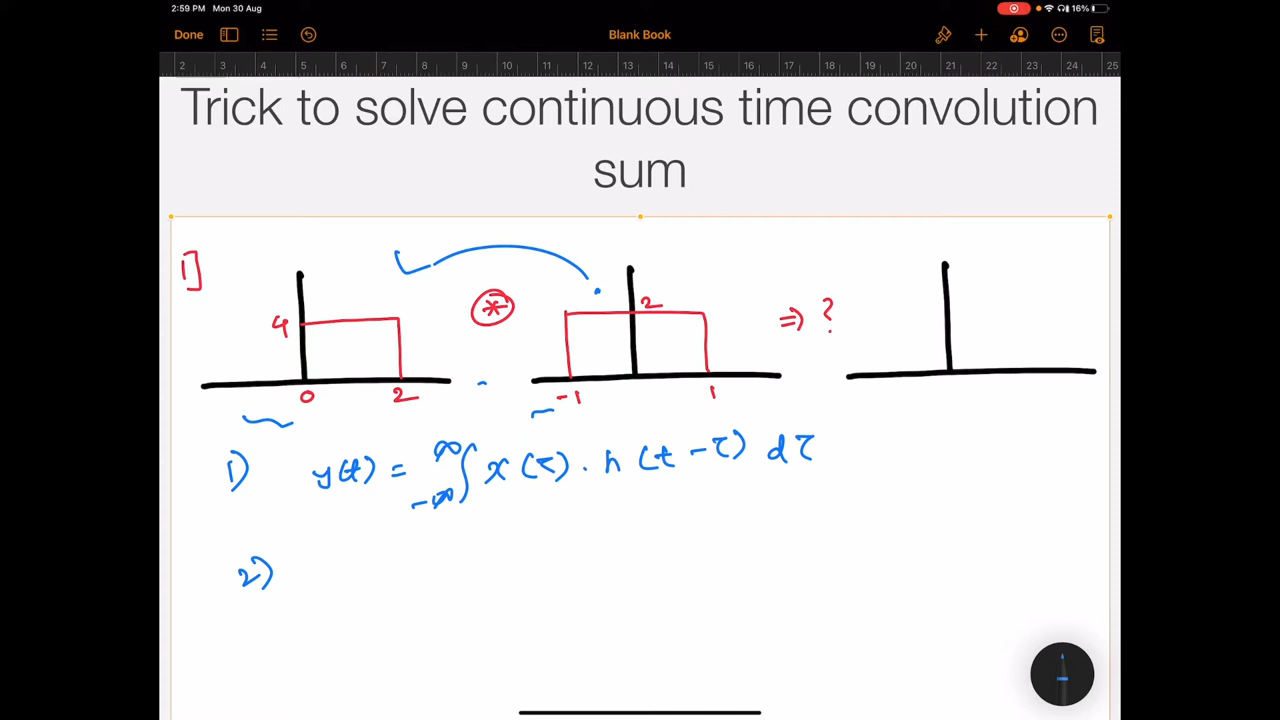 2:59 PM Mon 30 Aug 16%
Done Blank Book
2 3 4 5 6 7 8 9 10 11 12 13 14 15 16 17 18 19 20 21 22 23 24 25
Trick to solve continuous time convolution
sum
1]
4 * 2 ⇒ ?
0 2 -1 1
1) y(t) = ∞ ∫ -∞ x(τ) . h(t-τ) dτ
2)